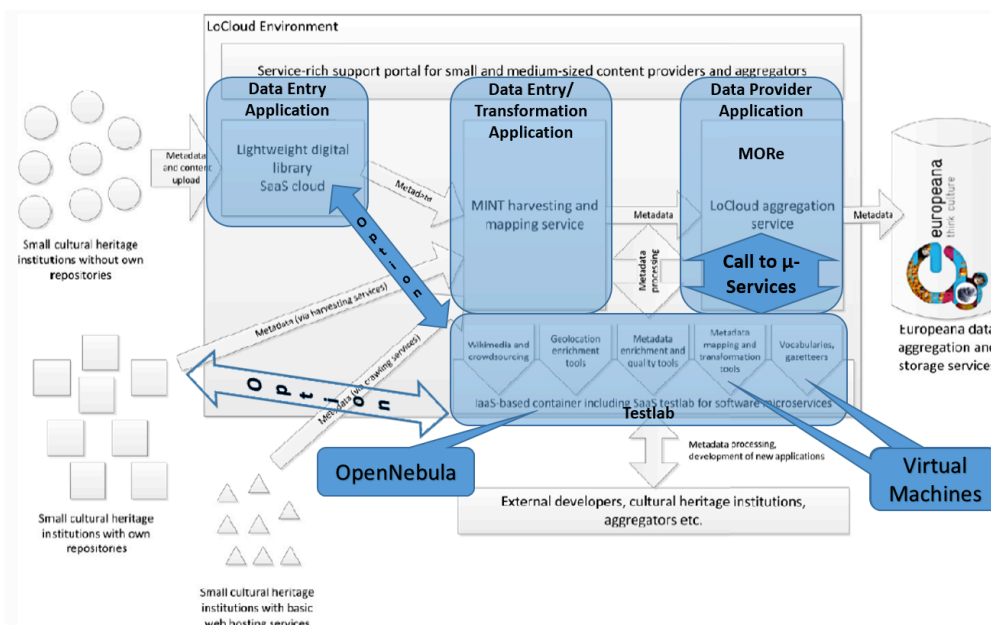 LoCloud Environment
Service-rich support portal for small and medium-sized content providers and aggregators
Data Entry
Application
Data Entry/
Transformation
Application
Data Provider
Application
MORe
Metadata
and content
upload
Lightweight digital
library
SaaS cloud
Metadata
MINT harvesting and
mapping service
Metadata
LoCloud aggregation
service
Metadata
europeana
think culture
Small cultural heritage
institutions without own
repositories
Option
Metadata
processing
Call to μ-
Services
Europeana data
aggregation and
storage services
Metadata (via harvesting services)
Wikimedia and
crowdsourcing
Geolocation
enrichment
tools
Metadata
enrichment and
quality tools
Metadata
mapping and
transformation
tools
Vocabularies,
gazetteers
Option
Metadata (via crawling services)
IaaS-based container including SaaS testlab for software microservices
Testlab
OpenNebula
Metadata processing,
development of new applications
Virtual
Machines
External developers, cultural heritage institutions,
aggregators etc.
Small cultural heritage
institutions with own
repositories
Small cultural heritage
institutions with basic
web hosting services